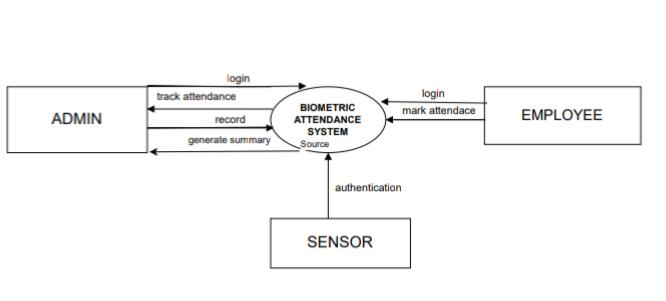 login
track attendance
login
BIOMETRIC
ATTENDANCE
SYSTEM
mark attendace
ADMIN
record
EMPLOYEE
generate summary
Source
authentication
SENSOR